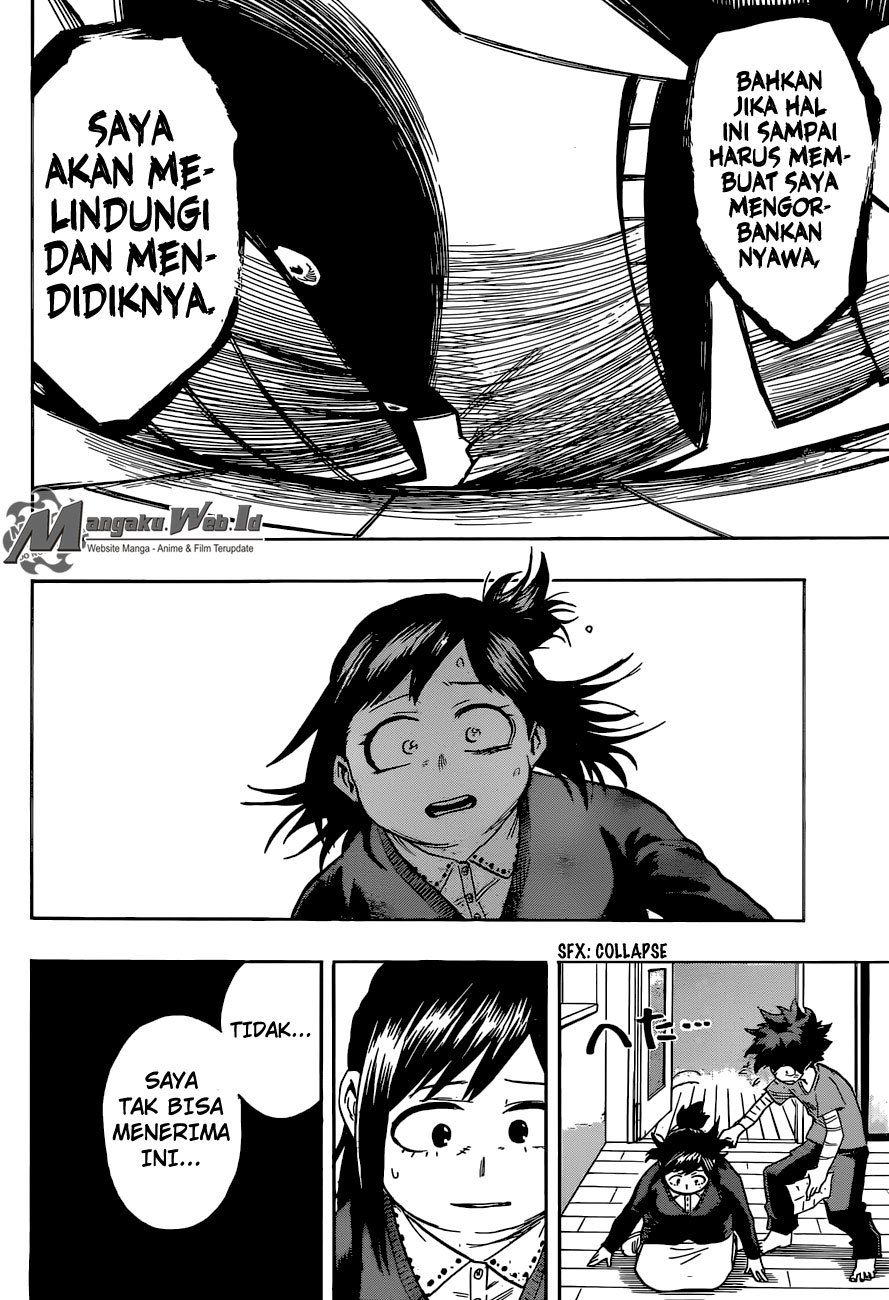 BAHKAN
JIKA HAL
INI SAMPAI
HARUS MEM-
BUAT SAYA
MENGOR-
BANKAN
NYAWA,
SAYA
AKAN ME-
LINDUNGI
DAN MEN-
DIDIKNYA.
Mangaku.Web.Id
Website Manga - Anime & Film Terupdate
SFX: COLLAPSE
へた…
TIDAK...
SAYA
TAK BISA
MENERIMA
INI...